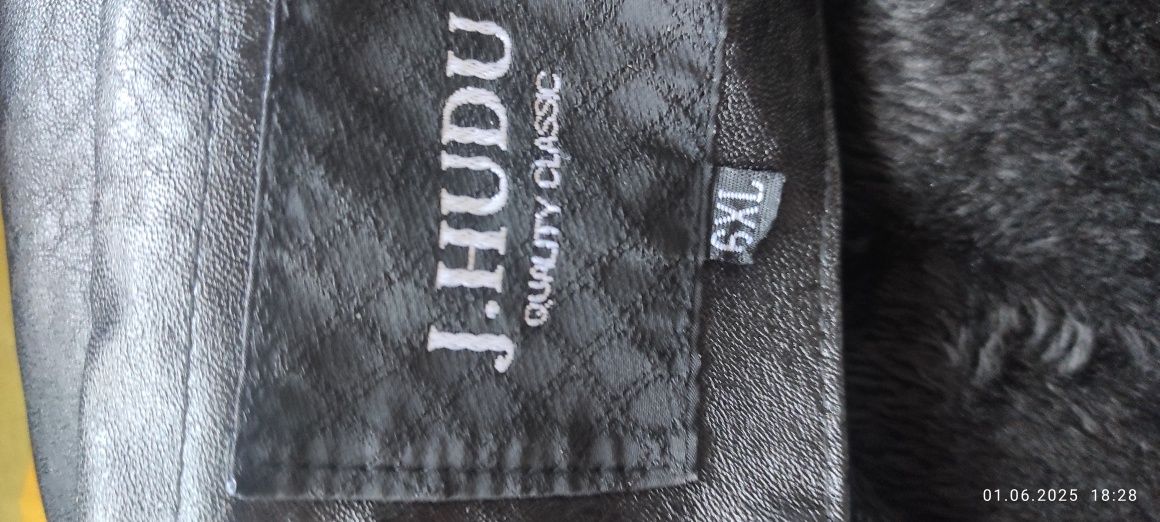 J.HUDU
QUALITY CLASSIC
6XL
01.06.2025 18:28